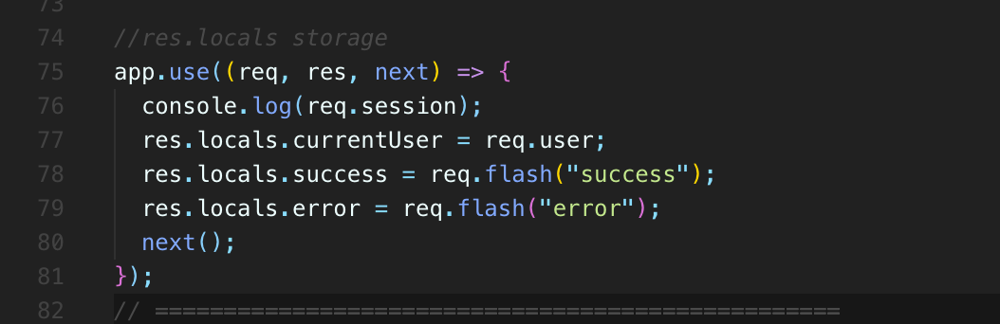 73
74 //res.locals storage
75 app.use((req, res, next) => {
76 console.log(req.session);
77 res.locals.currentUser = req.user;
78 res.locals.success = req.flash("success");
79 res.locals.error = req.flash("error");
80 next();
81 });
82 // ==================================================